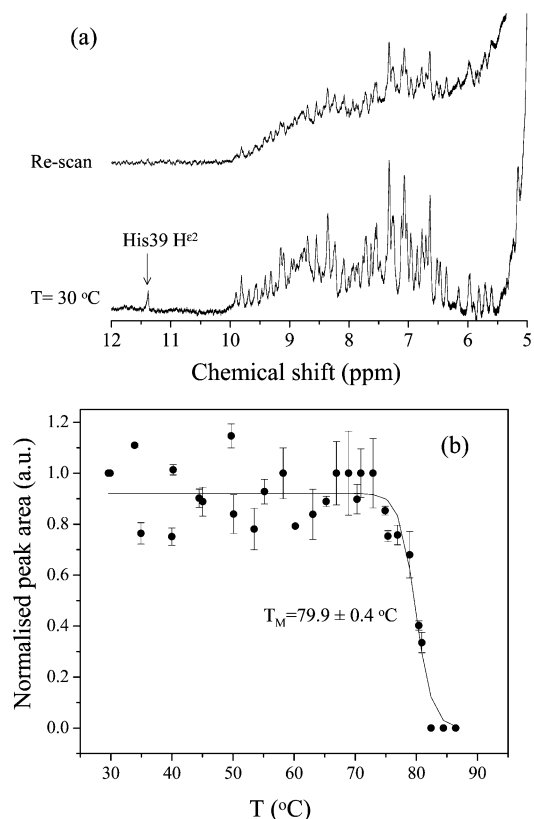 (a)
Re-scan
His39 Hε2
T= 30 °C
12 11 10 9 8 7 6 5
Chemical shift (ppm)
1.2
1.0
0.8
0.6
0.4
0.2
0.0
Normalised peak area (a.u.)
(b)
TM=79.9 ± 0.4 °C
30 40 50 60 70 80 90
T (°C)